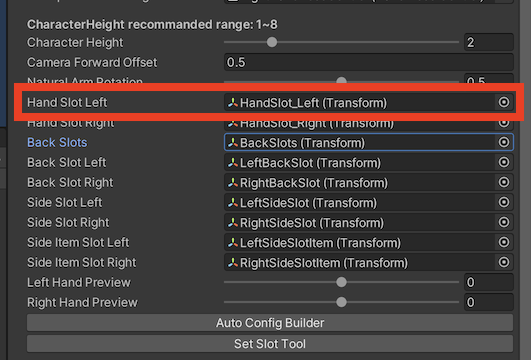 CharacterHeight recommanded range: 1~8
Character Height 2
Camera Forward Offset 0.5
Natural Arm Rotation 0.5
Hand Slot Left HandSlot_Left (Transform)
Hand Slot Right HandSlot_Right (Transform)
Back Slots BackSlots (Transform)
Back Slot Left LeftBackSlot (Transform)
Back Slot Right RightBackSlot (Transform)
Side Slot Left LeftSideSlot (Transform)
Side Slot Right RightSideSlot (Transform)
Side Item Slot Left LeftSideSlotItem (Transform)
Side Item Slot Right RightSideSlotItem (Transform)
Left Hand Preview 0
Right Hand Preview 0
Auto Config Builder
Set Slot Tool